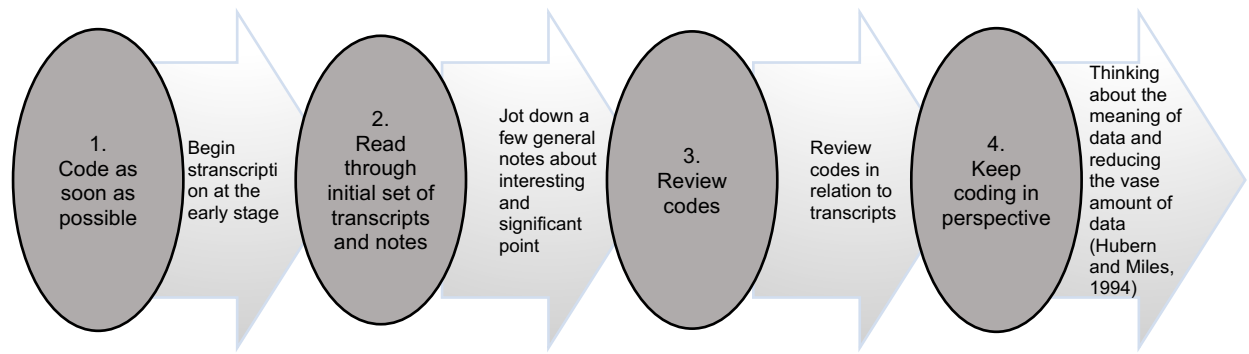 1.
Code as
soon as
possible
Begin
stranscripti
on at the
early stage
2.
Read
through
initial set of
transcripts
and notes
Jot down a
few general
notes about
interesting
and
significant
point
3.
Review
codes
Review
codes in
relation to
transcripts
4.
Keep
coding in
perspective
Thinking
about the
meaning of
data and
reducing
the vase
amount of
data
(Hubern
and Miles,
1994)